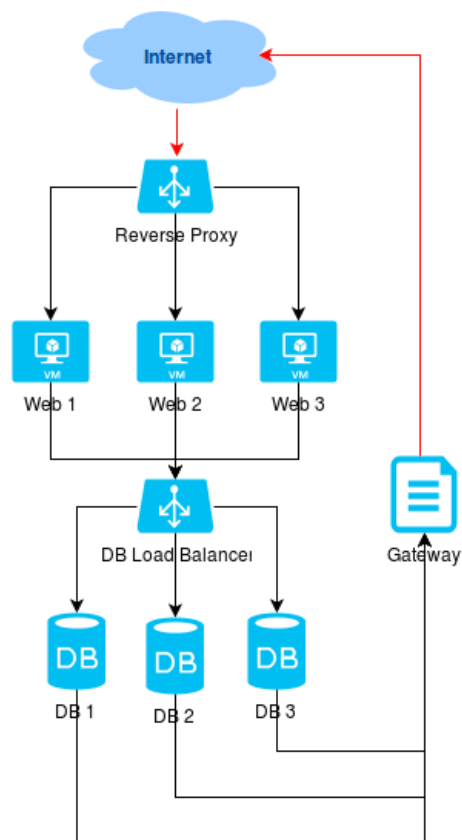 Internet
Reverse Proxy
VM
VM
VM
Web 1
Web 2
Web 3
DB Load Balancer
Gateway
DB
DB
DB
DB 1
DB 2
DB 3